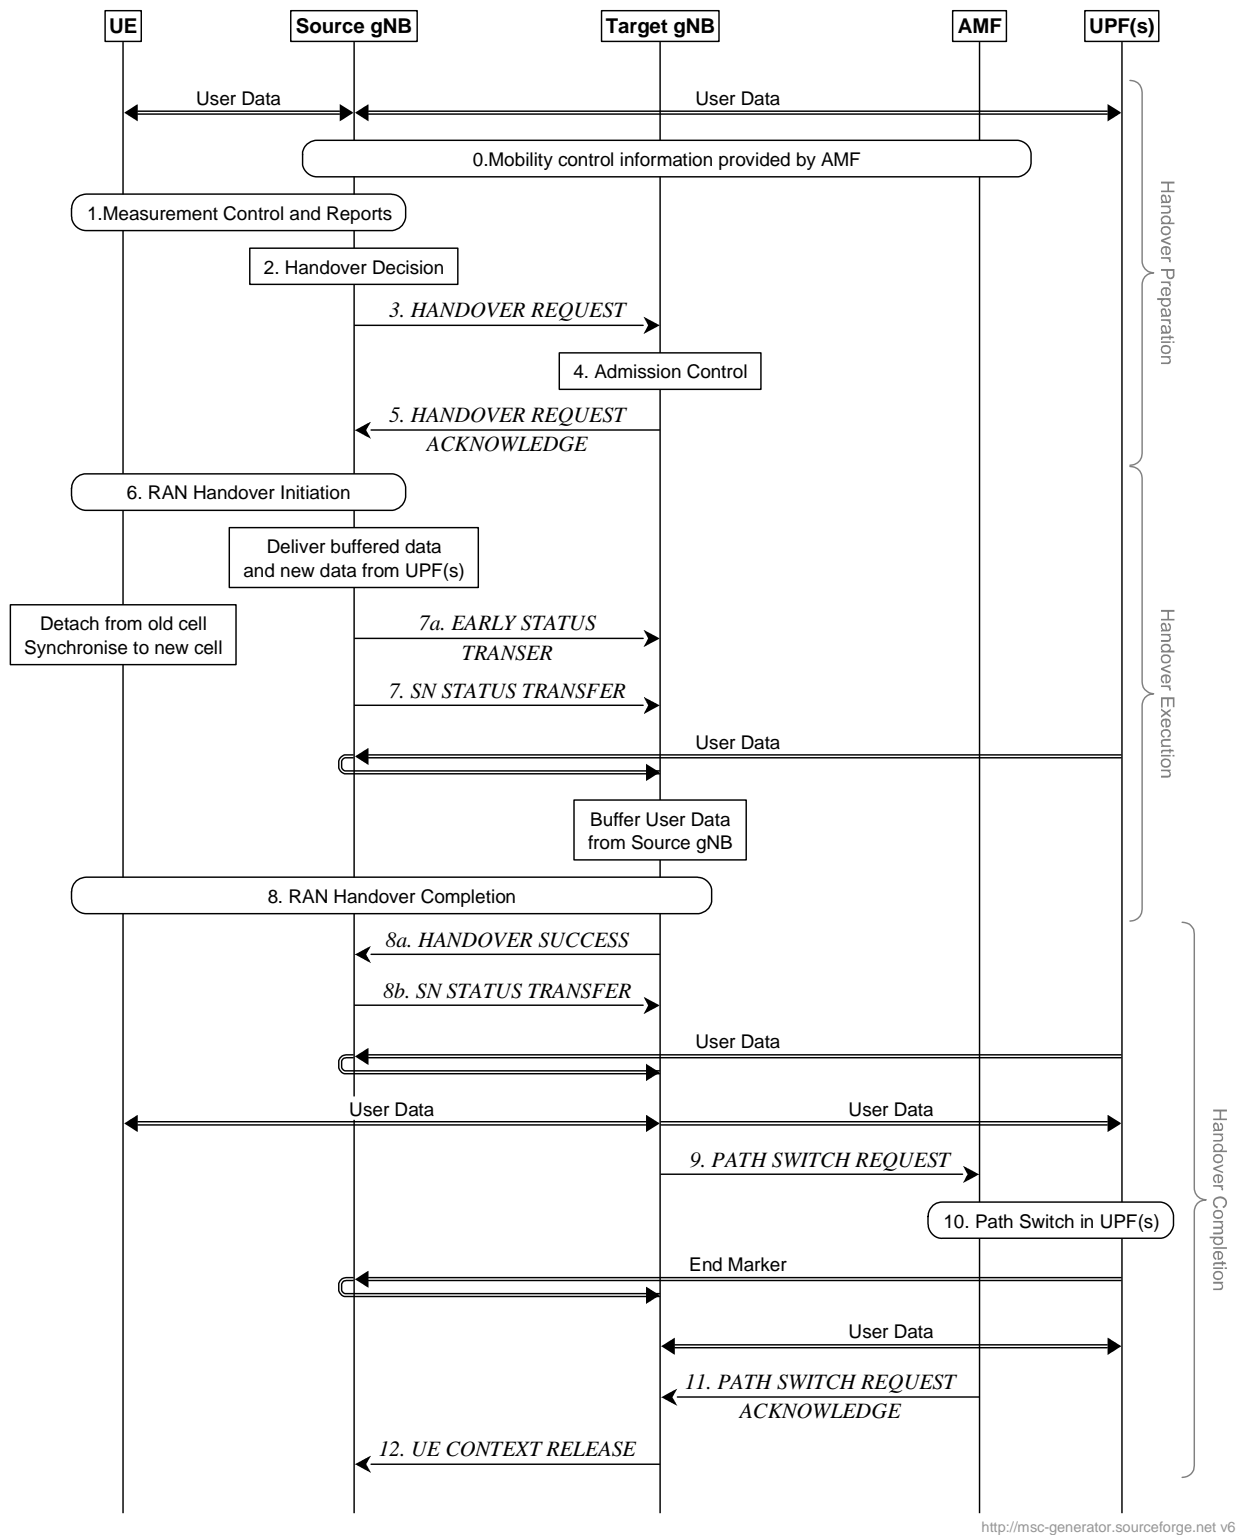 UE
Source gNB
Target gNB
AMF
UPF(s)
User Data
User Data
0.Mobility control information provided by AMF
1.Measurement Control and Reports
2. Handover Decision
3. HANDOVER REQUEST
4. Admission Control
5. HANDOVER REQUEST
ACKNOWLEDGE
Handover Preparation
6. RAN Handover Initiation
Deliver buffered data
and new data from UPF(s)
Detach from old cell
Synchronise to new cell
7a. EARLY STATUS
TRANSER
7. SN STATUS TRANSFER
User Data
Buffer User Data
from Source gNB
Handover Execution
8. RAN Handover Completion
8a. HANDOVER SUCCESS
8b. SN STATUS TRANSFER
User Data
User Data
User Data
9. PATH SWITCH REQUEST
10. Path Switch in UPF(s)
End Marker
User Data
11. PATH SWITCH REQUEST
ACKNOWLEDGE
12. UE CONTEXT RELEASE
Handover Completion
http://msc-generator.sourceforge.net v6